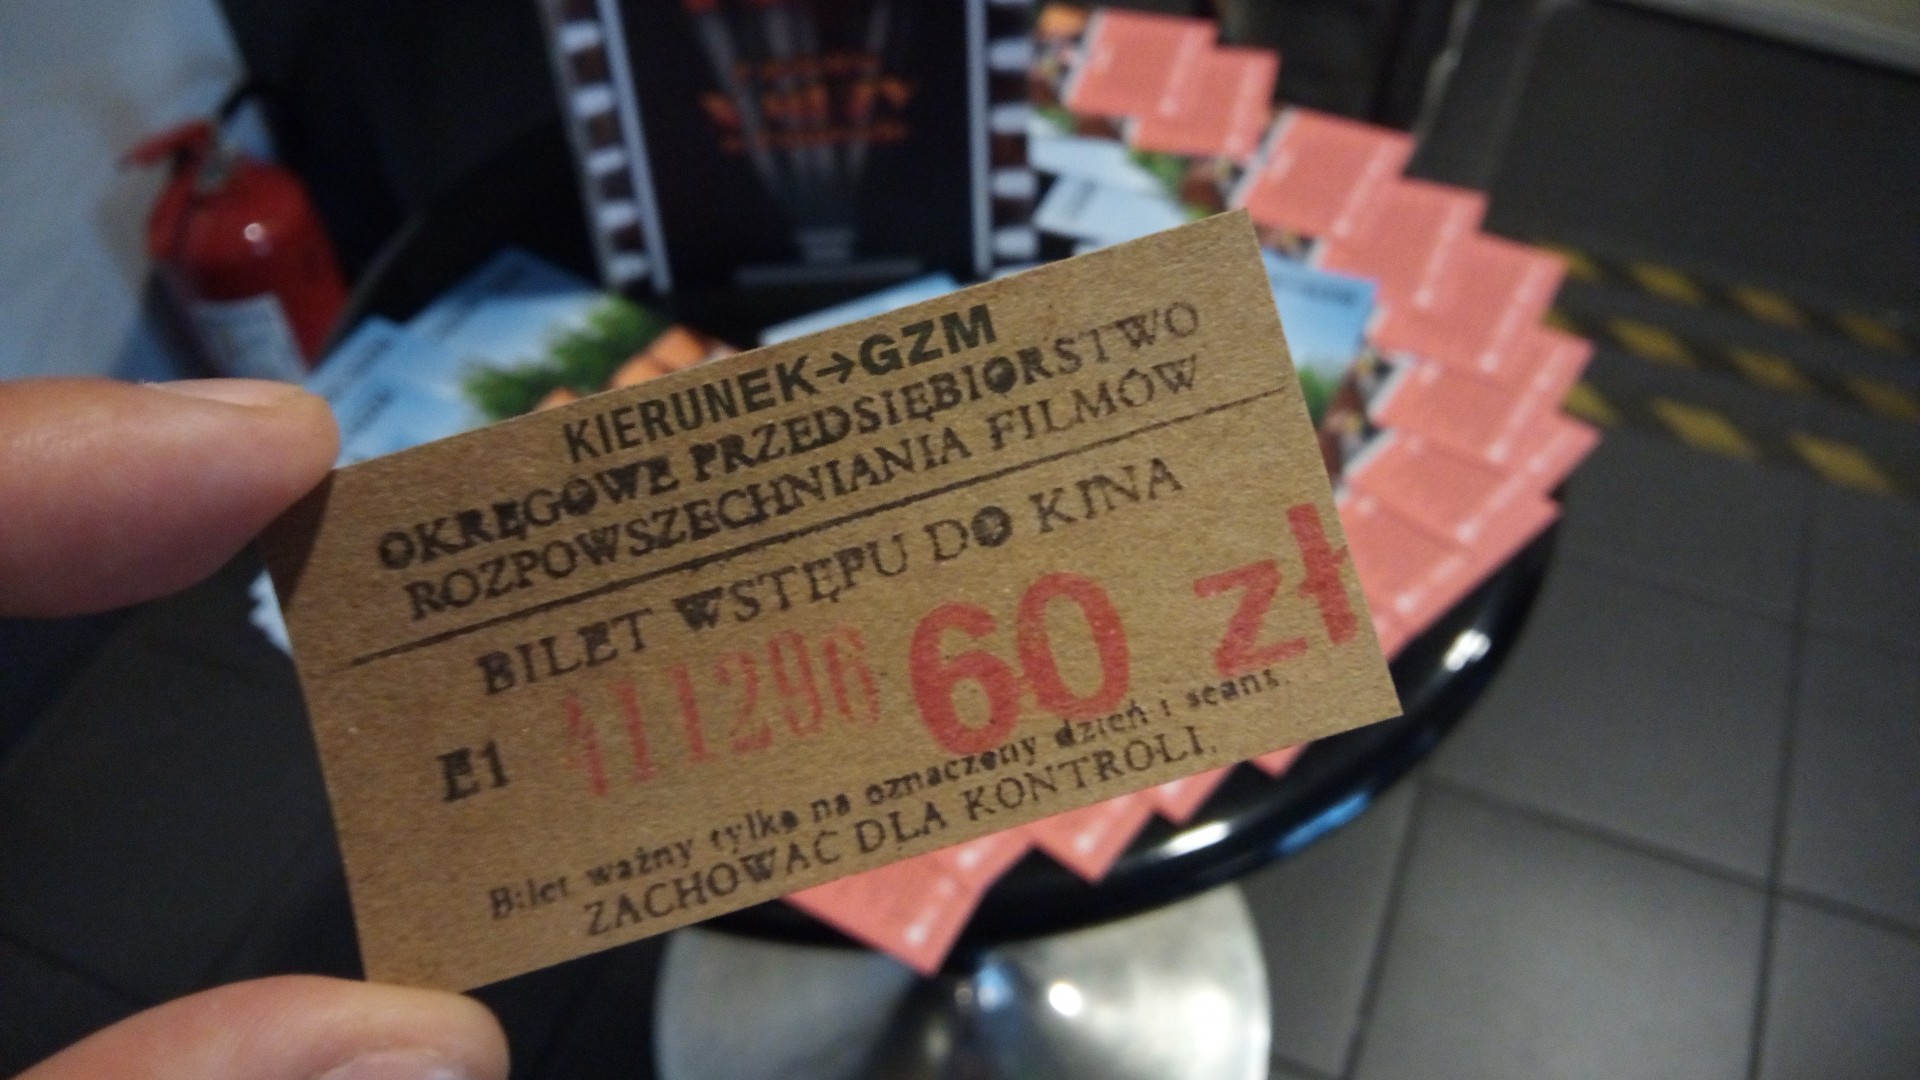 KIERUNEK→GZM
OKRĘGOWE PRZEDSIĘBIORSTWO
ROZPOWSZECHNIANIA FILMÓW
BILET WSTĘPU DO KINA
E1 411296 60 zł
Bilet ważny tylko na oznaczony dzień i seans.
ZACHOWAĆ DLA KONTROLI.